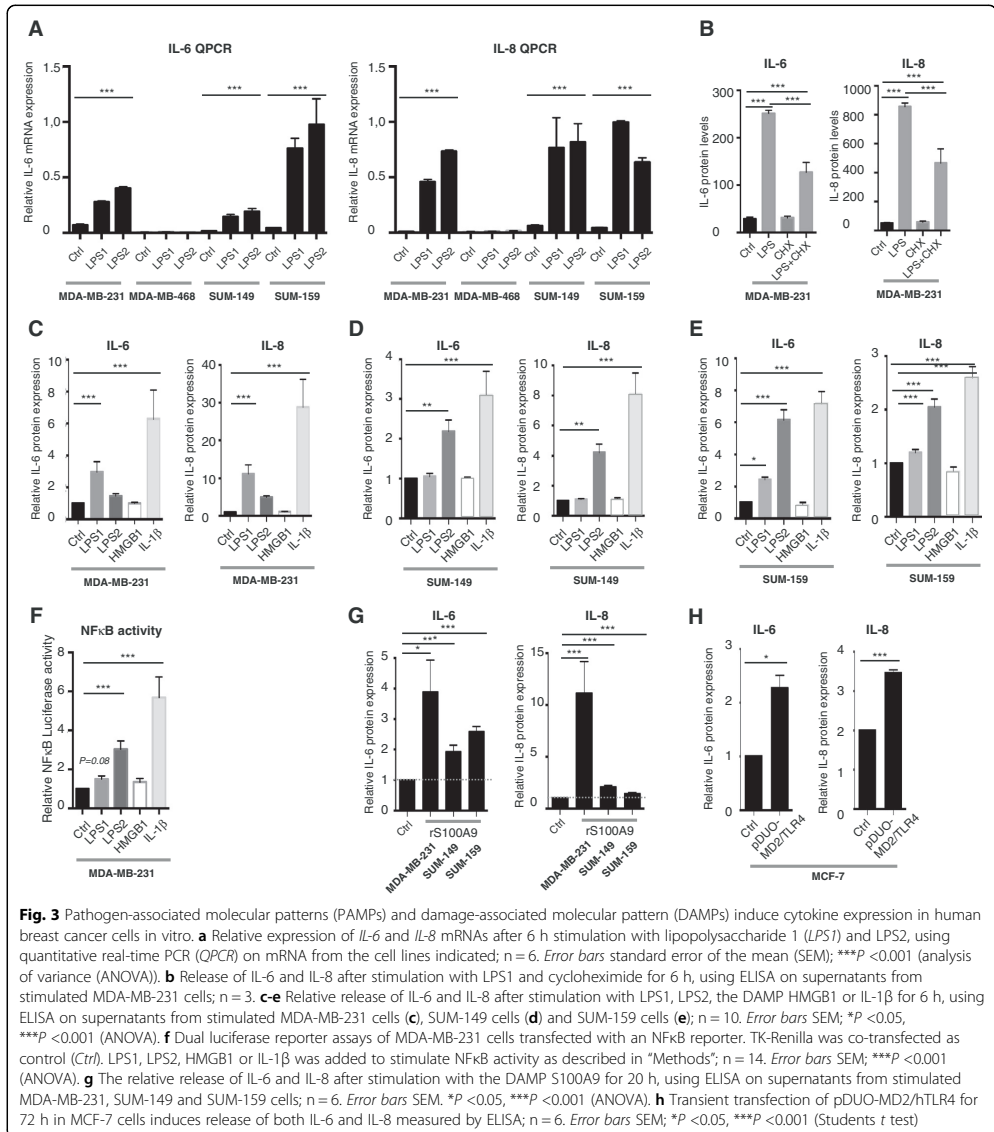 A
IL-6 QPCR
IL-8 QPCR
Relative IL-6 mRNA expression
1.5
1,0
0.5
0
***
***
***
Ctrl LPS1 LPS2 Ctrl LPS1 LPS2 Ctrl LPS1 LPS2 Ctrl LPS1 LPS2
MDA-MB-231 MDA-MB-468 SUM-149 SUM-159
Relative IL-8 mRNA expression
1.5
1,0
0.5
0
***
***
***
Ctrl LPS1 LPS2 Ctrl LPS1 LPS2 Ctrl LPS1 LPS2 Ctrl LPS1 LPS2
MDA-MB-231 MDA-MB-468 SUM-149 SUM-159
B
IL-6
IL-8
IL-6 protein levels
300
200
100
0
***
***
***
Ctrl LPS CHX LPS+CHX
MDA-MB-231
IL-8 protein levels
1000
800
600
400
200
0
***
***
***
Ctrl LPS CHX LPS+CHX
MDA-MB-231
C
IL-6
IL-8
Relative IL-6 protein expression
10
8
6
4
2
0
***
***
Ctrl LPS1 LPS2 HMGB1 IL-1β
MDA-MB-231
Relative IL-8 protein expression
50
40
30
20
10
0
***
***
Ctrl LPS1 LPS2 HMGB1 IL-1β
MDA-MB-231
D
IL-6
IL-8
Relative IL-6 protein expression
4
3
2
1
0
***
**
Ctrl LPS1 LPS2 HMGB1 IL-1β
SUM-149
Relative IL-8 protein expression
10
8
6
4
2
0
***
**
Ctrl LPS1 LPS2 HMGB1 IL-1β
SUM-149
E
IL-6
IL-8
Relative IL-6 protein expression
10
8
6
4
2
0
***
***
*
Ctrl LPS1 LPS2 HMGB1 IL-1β
SUM-159
Relative IL-8 protein expression
3
2
1
0
***
***
***
***
Ctrl LPS1 LPS2 HMGB1 IL-1β
SUM-159
F
NFκB activity
Relative NFκB Luciferase activity
8
6
4
2
0
***
***
P=0.08
Ctrl LPS1 LPS2 HMGB1 IL-1β
MDA-MB-231
G
IL-6
IL-8
Relative IL-6 protein expression
5
4
3
2
1
0
***
***
*
Ctrl MDA-MB-231 SUM-149 SUM-159
rS100A9
Relative IL-8 protein expression
15
10
5
0
***
***
***
Ctrl MDA-MB-231 SUM-149 SUM-159
rS100A9
H
IL-6
IL-8
Relative IL-6 protein expression
3
2
1
0
*
Ctrl pDUO-MD2/TLR4
Relative IL-8 protein expression
4
3
2
1
0
***
Ctrl pDUO-MD2/TLR4
MCF-7
Fig. 3 Pathogen-associated molecular patterns (PAMPs) and damage-associated molecular pattern (DAMPs) induce cytokine expression in human
breast cancer cells in vitro. a Relative expression of IL-6 and IL-8 mRNAs after 6 h stimulation with lipopolysaccharide 1 (LPS1) and LPS2, using
quantitative real-time PCR (QPCR) on mRNA from the cell lines indicated; n = 6. Error bars standard error of the mean (SEM); ***P <0.001 (analysis
of variance (ANOVA)). b Release of IL-6 and IL-8 after stimulation with LPS1 and cycloheximide for 6 h, using ELISA on supernatants from
stimulated MDA-MB-231 cells; n = 3. c-e Relative release of IL-6 and IL-8 after stimulation with LPS1, LPS2, the DAMP HMGB1 or IL-1β for 6 h, using
ELISA on supernatants from stimulated MDA-MB-231 cells (c), SUM-149 cells (d) and SUM-159 cells (e); n = 10. Error bars SEM; *P <0.05,
***P <0.001 (ANOVA). f Dual luciferase reporter assays of MDA-MB-231 cells transfected with an NFκB reporter. TK-Renilla was co-transfected as
control (Ctrl). LPS1, LPS2, HMGB1 or IL-1β was added to stimulate NFκB activity as described in “Methods”; n = 14. Error bars SEM; ***P <0.001
(ANOVA). g The relative release of IL-6 and IL-8 after stimulation with the DAMP S100A9 for 20 h, using ELISA on supernatants from stimulated
MDA-MB-231, SUM-149 and SUM-159 cells; n = 6. Error bars SEM. *P <0.05, ***P <0.001 (ANOVA). h Transient transfection of pDUO-MD2/hTLR4 for
72 h in MCF-7 cells induces release of both IL-6 and IL-8 measured by ELISA; n = 6. Error bars SEM; *P <0.05, ***P <0.001 (Students t test)